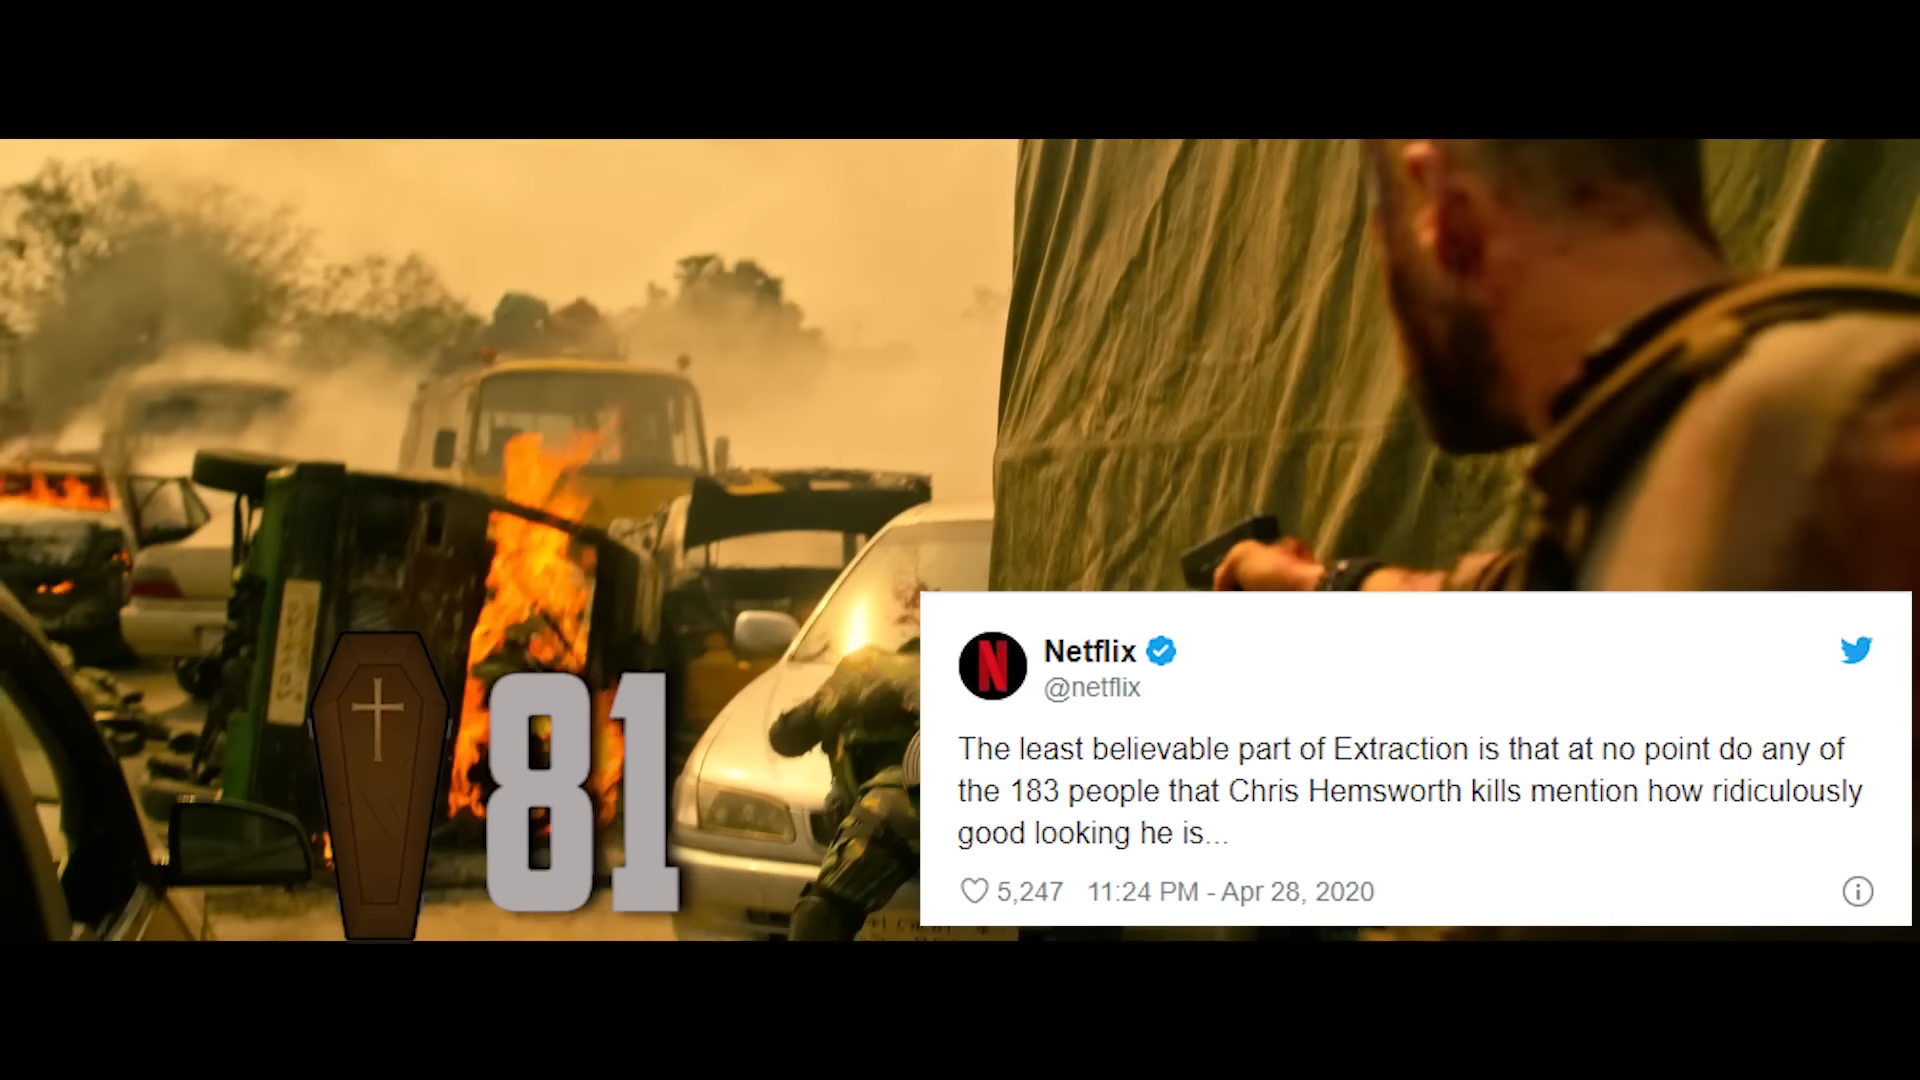 81
Netflix
@netflix
The least believable part of Extraction is that at no point do any of
the 183 people that Chris Hemsworth kills mention how ridiculously
good looking he is...
5,247 11:24 PM - Apr 28, 2020